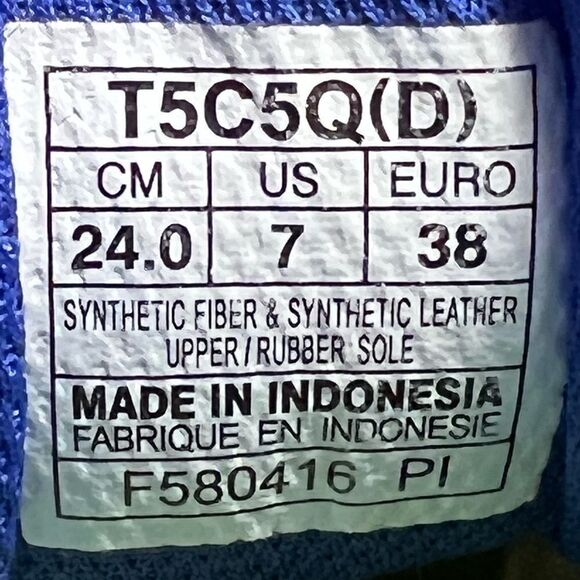 T5C5Q(D)
CM US EURO
24.0 7 38
SYNTHETIC FIBER & SYNTHETIC LEATHER
UPPER/RUBBER SOLE
MADE IN INDONESIA
FABRIQUE EN INDONESIE
F580416 PI